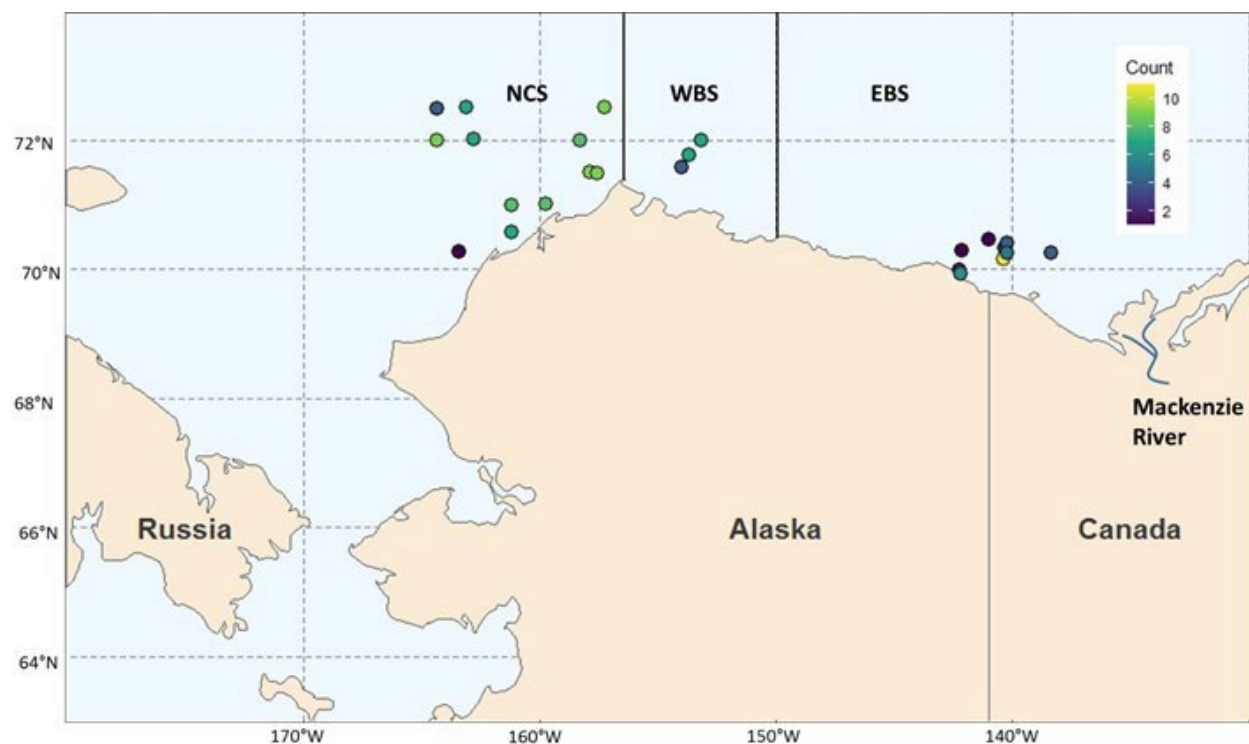 NCS
WBS
EBS
Count
10
8
6
4
2
72°N
70°N
68°N
66°N
64°N
Mackenzie
River
Russia
Alaska
Canada
170°W
160°W
150°W
140°W